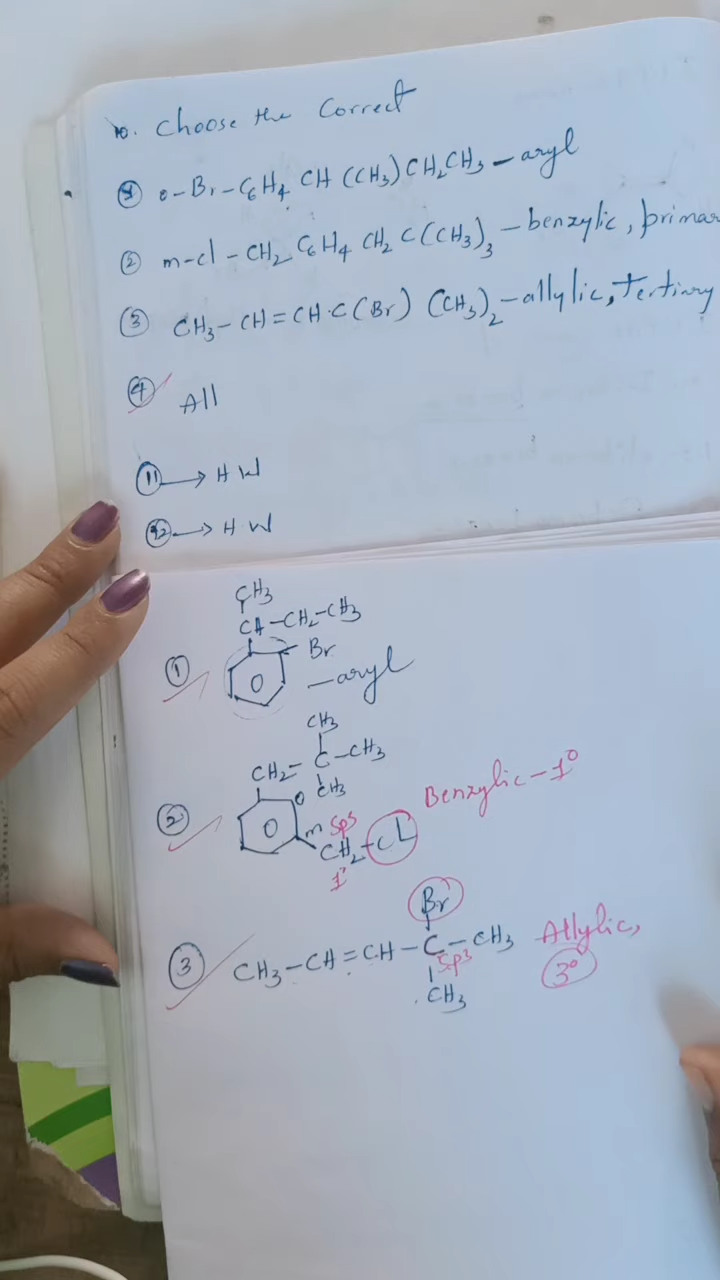 10. Choose the Correct
① o-Br-C6H4 CH (CH3) CH2CH3 - aryl
② m-cl - CH2 C6H4 CH2 C(CH3)3 - benzylic, primar
③ CH3 - CH = CH·C(Br) (CH3)2 - allylic, Tertiary
④ All
⑪ → H W
⑫ → H·W
CH3
CH - CH2 - CH3
Br
① - aryl
CH3
CH2 - C - CH3
CH3
o
② m Sp3 Benzylic - 1°
CH2 - CL
1°
Br
③ CH3 - CH = CH - C - CH3 Allylic,
Sp3 3°
CH3